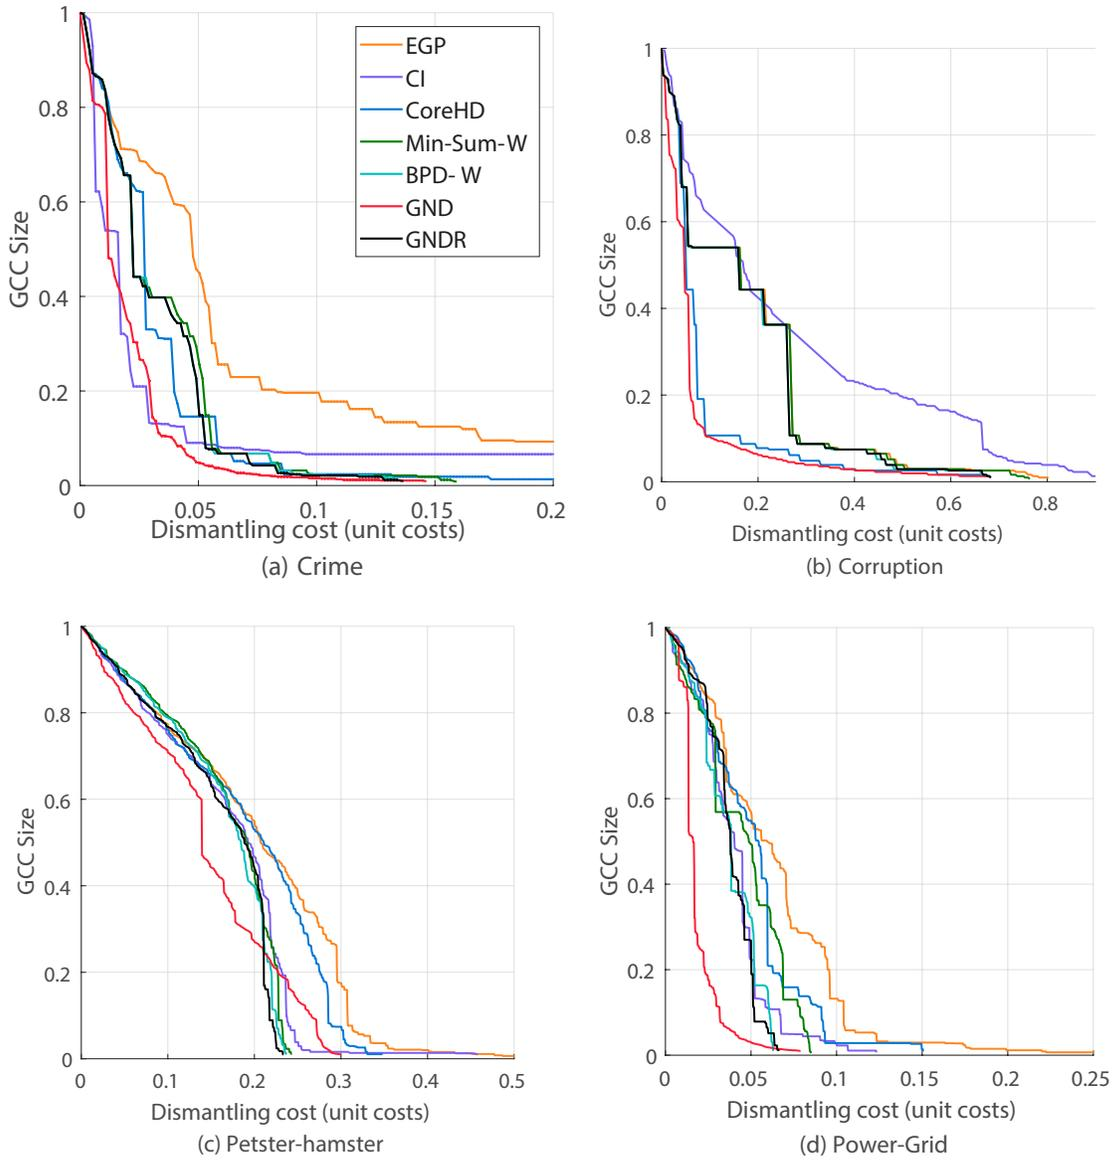 1
0.8
0.6
0.4
0.2
0
GCC Size
0 0.05 0.1 0.15 0.2
Dismantling cost (unit costs)
(a) Crime
EGP
CI
CoreHD
Min-Sum-W
BPD- W
GND
GNDR
1
0.8
0.6
0.4
0.2
0
GCC Size
0 0.2 0.4 0.6 0.8
Dismantling cost (unit costs)
(b) Corruption
1
0.8
0.6
0.4
0.2
0
GCC Size
0 0.1 0.2 0.3 0.4 0.5
Dismantling cost (unit costs)
(c) Petster-hamster
1
0.8
0.6
0.4
0.2
0
GCC Size
0 0.05 0.1 0.15 0.2 0.25
Dismantling cost (unit costs)
(d) Power-Grid